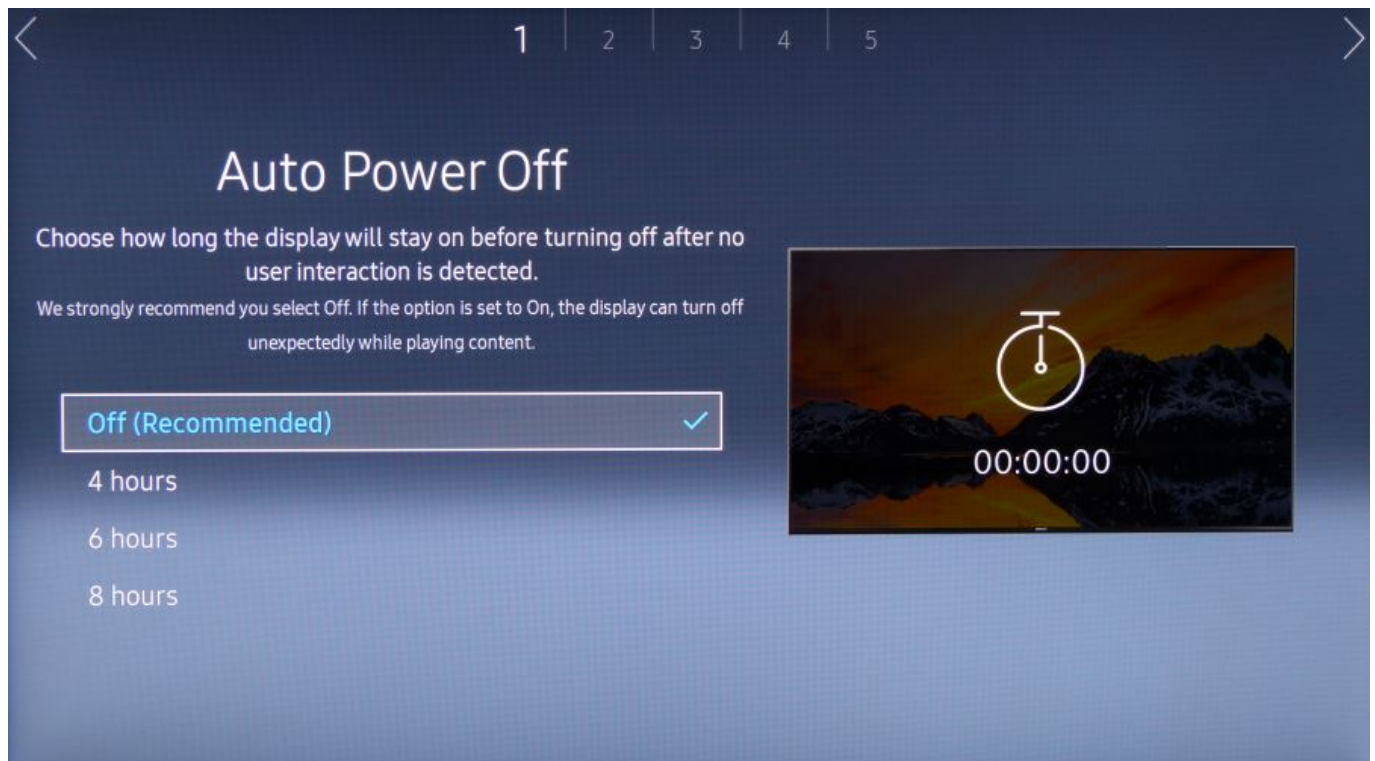 1 2 3 4 5
Auto Power Off
Choose how long the display will stay on before turning off after no
user interaction is detected.
We strongly recommend you select Off. If the option is set to On, the display can turn off
unexpectedly while playing content.
Off (Recommended)
4 hours
6 hours
8 hours
00:00:00